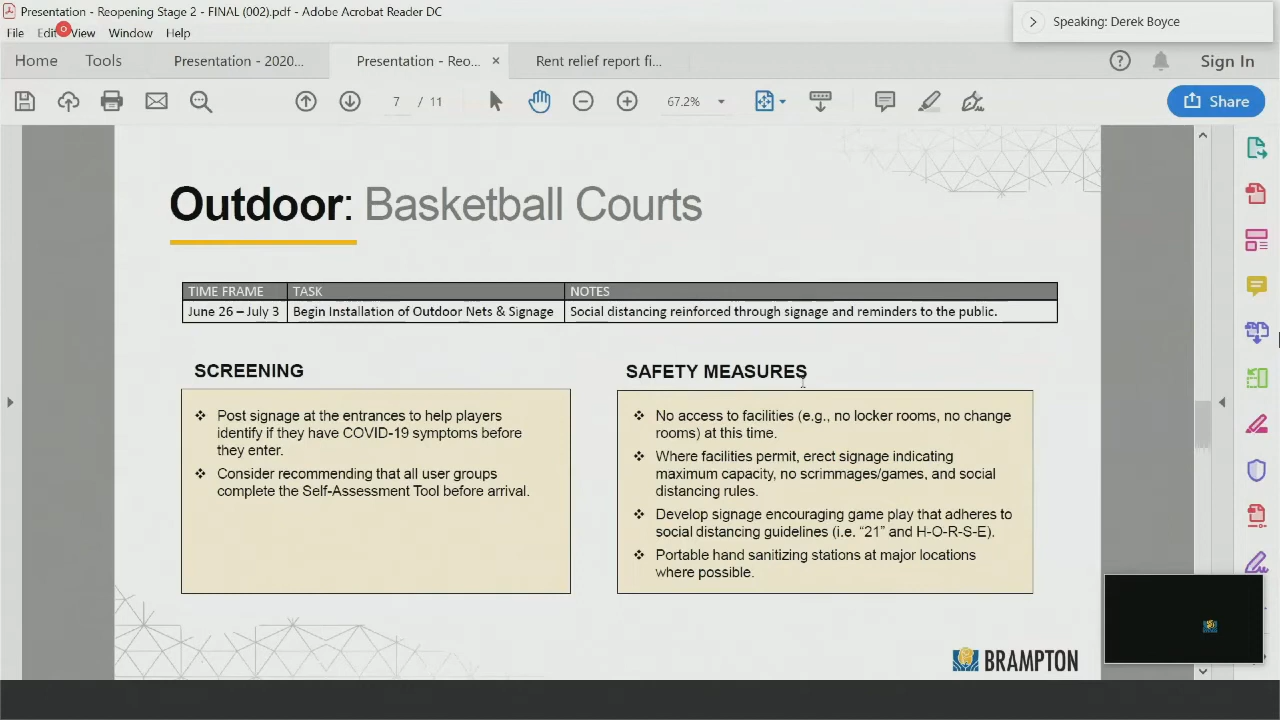 Presentation - Reopening Stage 2 - FINAL (002).pdf - Adobe Acrobat Reader DC
Speaking: Derek Boyce
File Edit View Window Help
Home Tools Presentation - 2020... Presentation - Reo... × Rent relief report fi... Sign In
7 / 11 67.2% Share
Outdoor: Basketball Courts
TIME FRAME TASK NOTES
June 26 – July 3 Begin Installation of Outdoor Nets & Signage Social distancing reinforced through signage and reminders to the public.
SCREENING
❖ Post signage at the entrances to help players
identify if they have COVID-19 symptoms before
they enter.
❖ Consider recommending that all user groups
complete the Self-Assessment Tool before arrival.
SAFETY MEASURES
❖ No access to facilities (e.g., no locker rooms, no change
rooms) at this time.
❖ Where facilities permit, erect signage indicating
maximum capacity, no scrimmages/games, and social
distancing rules.
❖ Develop signage encouraging game play that adheres to
social distancing guidelines (i.e. “21” and H-O-R-S-E).
❖ Portable hand sanitizing stations at major locations
where possible.
BRAMPTON